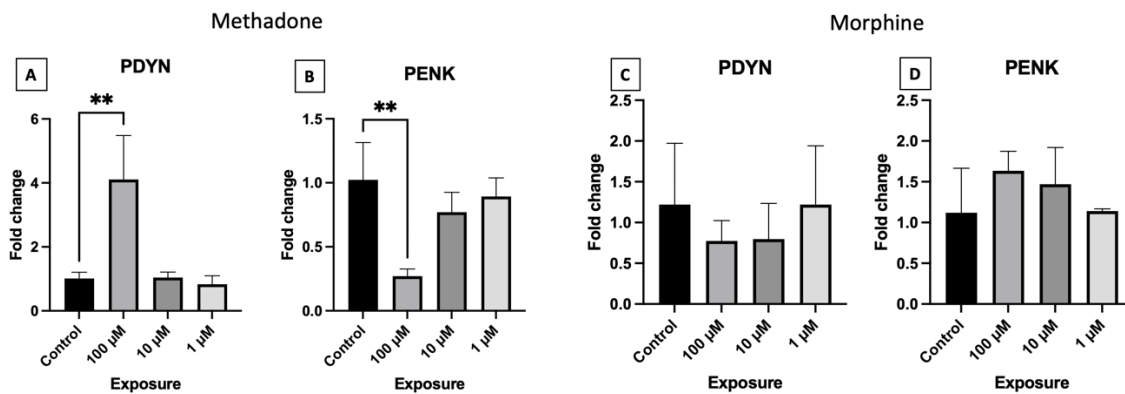 Methadone
Morphine
A
PDYN
**
Fold change
6
4
2
0
Control
100 µM
10 µM
1 µM
Exposure
B
PENK
**
Fold change
1.5
1.0
0.5
0.0
Control
100 µM
10 µM
1 µM
Exposure
C
PDYN
Fold change
2.5
2.0
1.5
1.0
0.5
0.0
Control
100 µM
10 µM
1 µM
Exposure
D
PENK
Fold change
2.5
2.0
1.5
1.0
0.5
0.0
Control
100 µM
10 µM
1 µM
Exposure